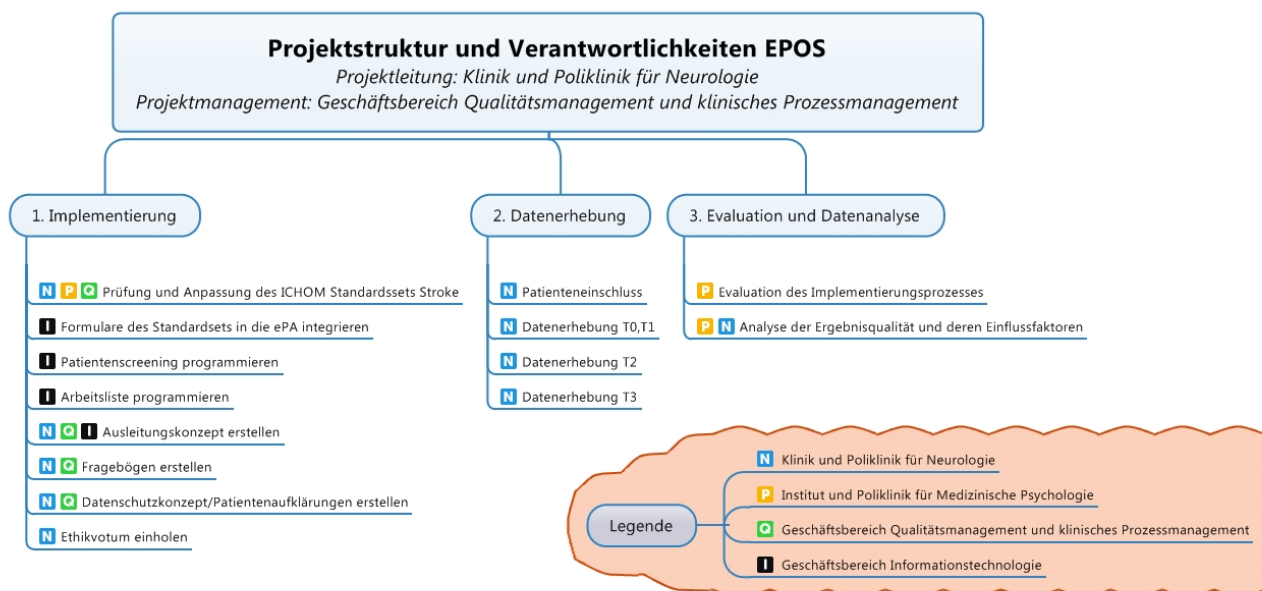 Projektstruktur und Verantwortlichkeiten EPOS
Projektleitung: Klinik und Poliklinik für Neurologie
Projektmanagement: Geschäftsbereich Qualitätsmanagement und klinisches Prozessmanagement
1. Implementierung
N P Q Prüfung und Anpassung des ICHOM Standardssets Stroke
I Formulare des Standardsets in die ePA integrieren
I Patientenscreening programmieren
I Arbeitsliste programmieren
N Q I Ausleitungskonzept erstellen
N Q Fragebögen erstellen
N Q Datenschutzkonzept/Patientenaufklärungen erstellen
N Ethikvotum einholen
2. Datenerhebung
N Patienteneinschluss
N Datenerhebung T0,T1
N Datenerhebung T2
N Datenerhebung T3
3. Evaluation und Datenanalyse
P Evaluation des Implementierungsprozesses
P N Analyse der Ergebnisqualität und deren Einflussfaktoren
Legende
N Klinik und Poliklinik für Neurologie
P Institut und Poliklinik für Medizinische Psychologie
Q Geschäftsbereich Qualitätsmanagement und klinisches Prozessmanagement
I Geschäftsbereich Informationstechnologie